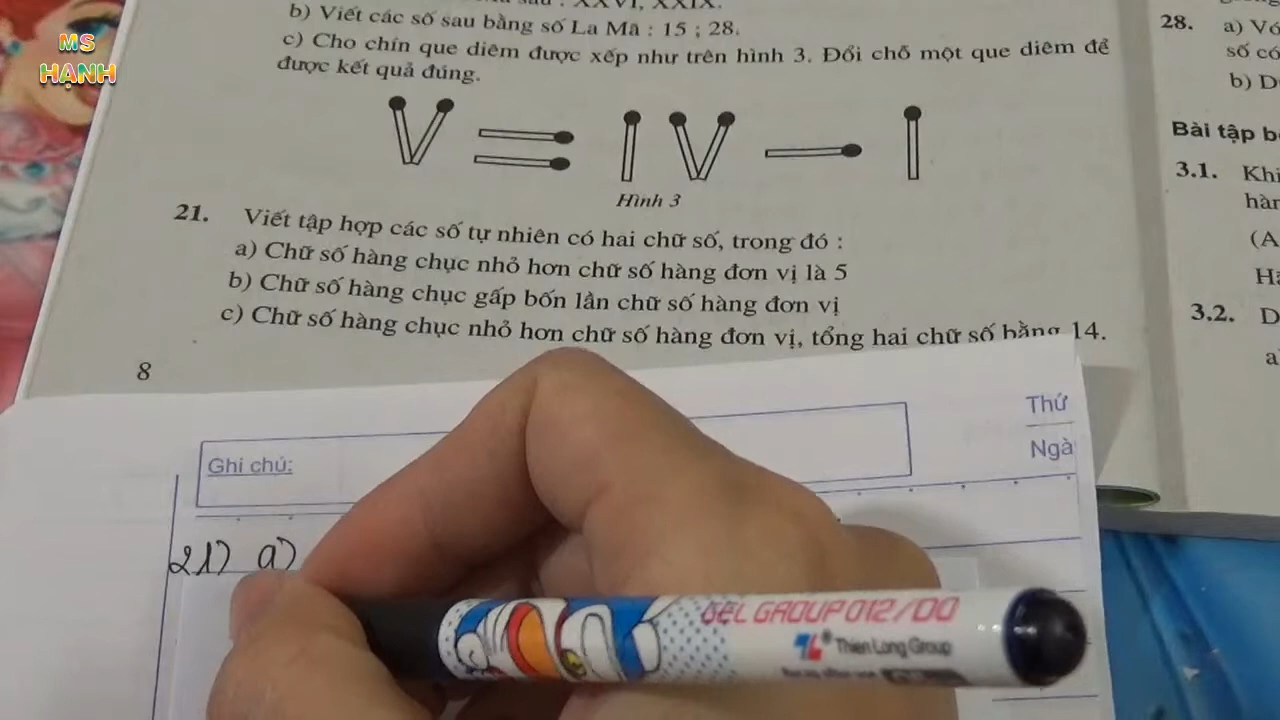 MS
HẠNH
XXVI, XXIX.
b) Viết các số sau bằng số La Mã : 15 ; 28.
c) Cho chín que diêm được xếp như trên hình 3. Đổi chỗ một que diêm để
được kết quả đúng.
Hình 3
21. Viết tập hợp các số tự nhiên có hai chữ số, trong đó :
a) Chữ số hàng chục nhỏ hơn chữ số hàng đơn vị là 5
b) Chữ số hàng chục gấp bốn lần chữ số hàng đơn vị
c) Chữ số hàng chục nhỏ hơn chữ số hàng đơn vị, tổng hai chữ số bằng 14.
8
28. a)
số
b)
Bài tập
3.1.
(A
3.2.
Ghi chú:
Thứ
21) a)
GEL GROUP 012/DO
Thien Long Group